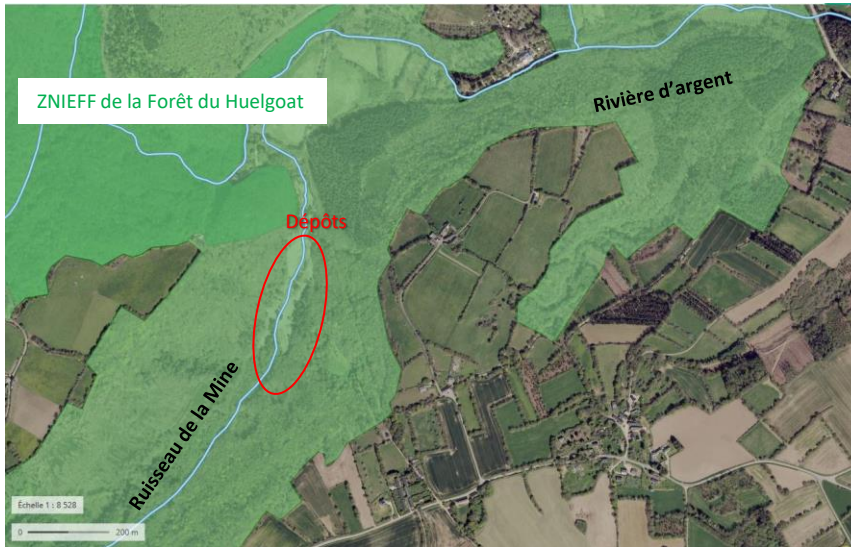 ZNIEFF de la Forêt du Huelgoat
Rivière d'argent
Dépôts
Ruisseau de la Mine
Échelle 1 : 8 528
0 200 m